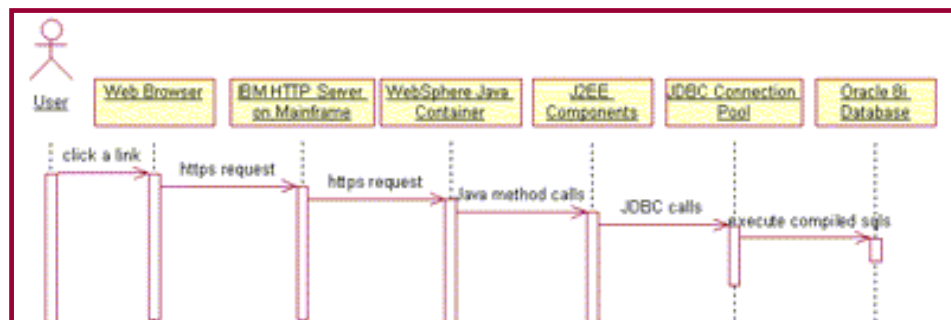 User
Web Browser
IBM HTTP Server
on Mainframe
WebSphere Java
Container
J2EE
Components
JDBC Connection
Pool
Oracle 8i
Database
click a link
https request
https request
Java method calls
JDBC calls
execute compiled sqls